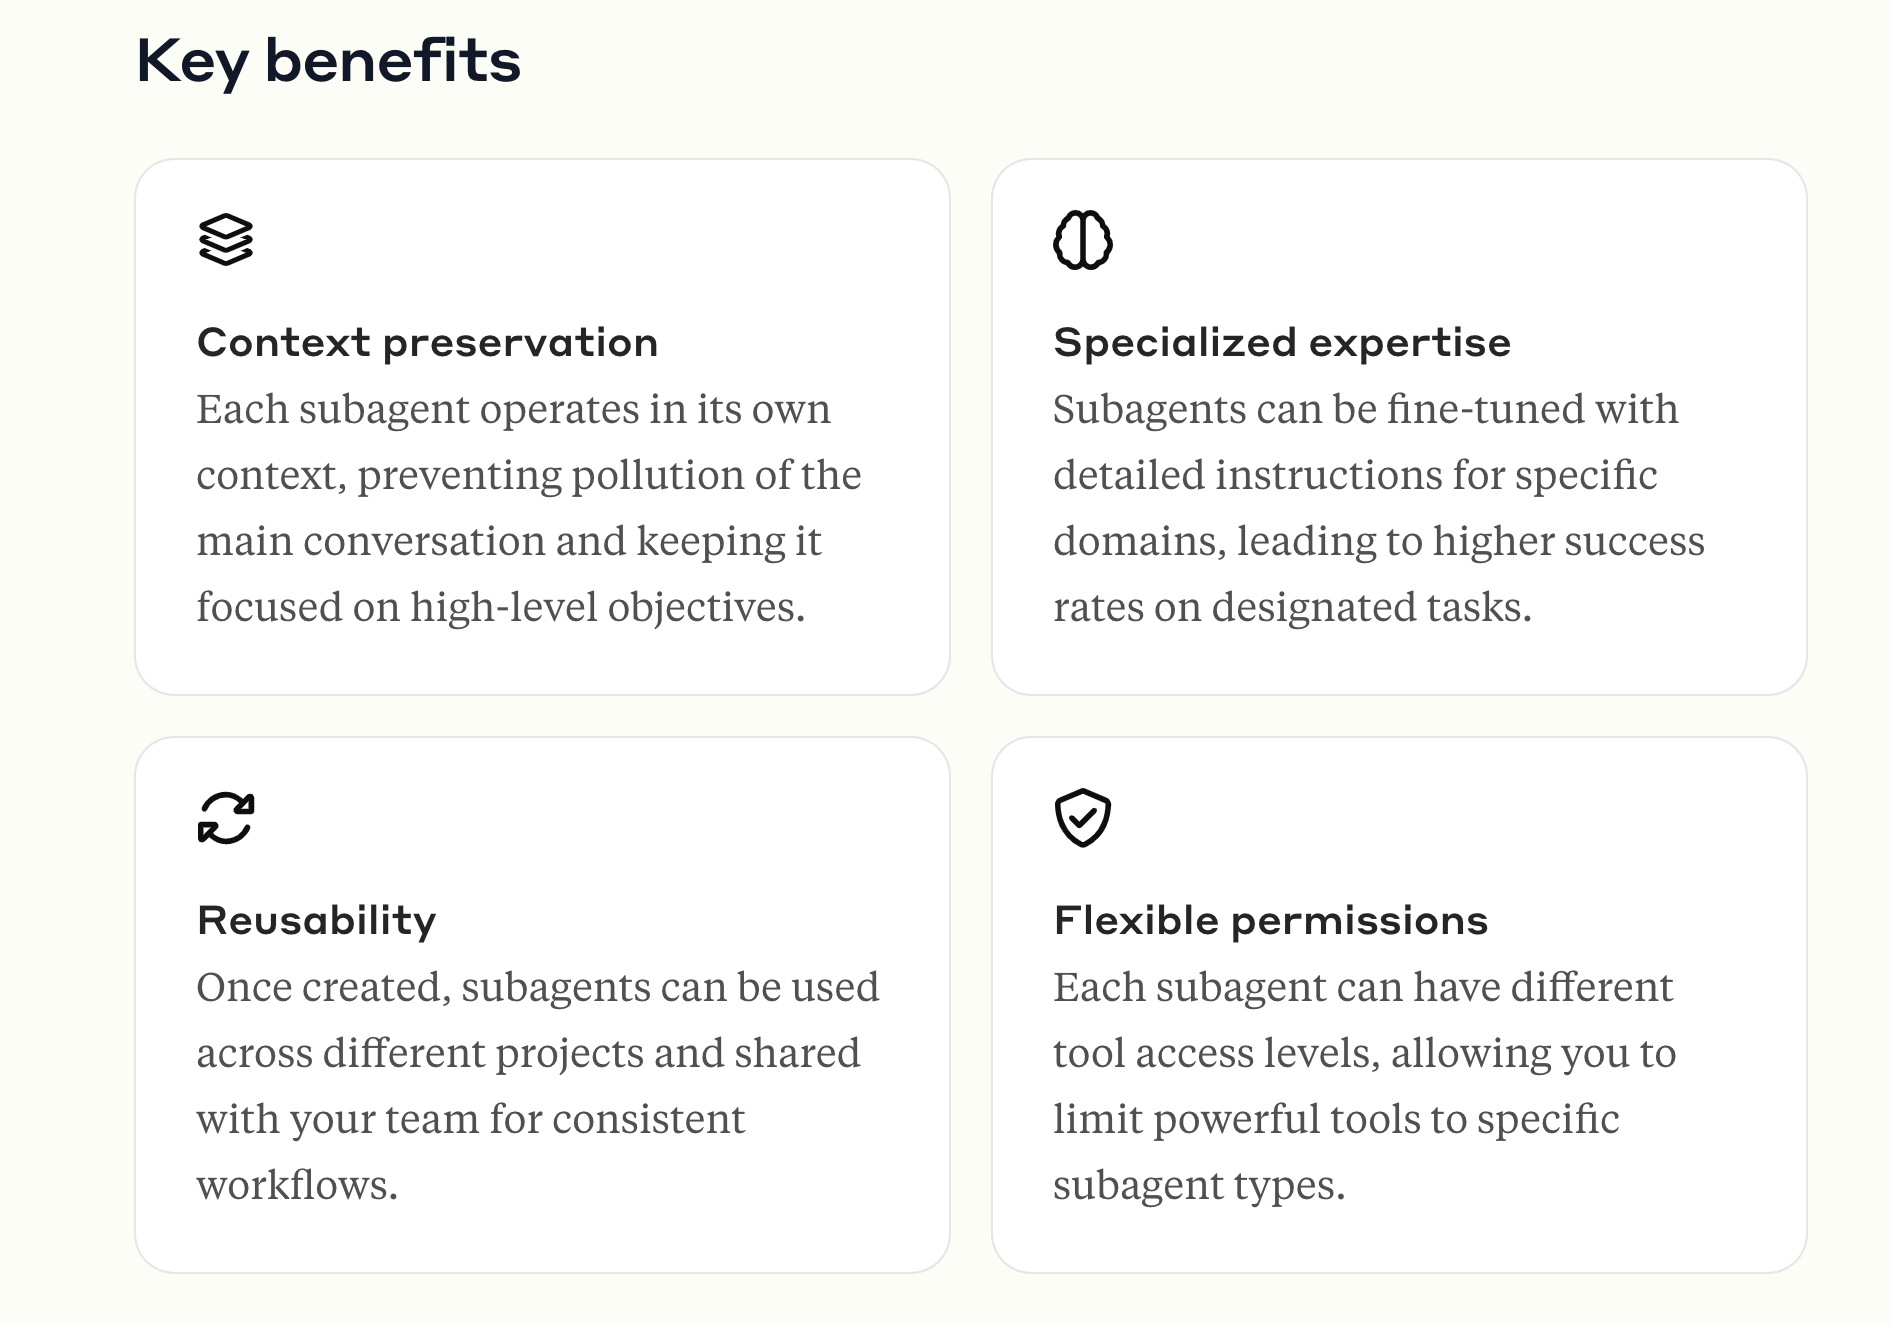 Key benefits
Context preservation
Each subagent operates in its own
context, preventing pollution of the
main conversation and keeping it
focused on high-level objectives.
Specialized expertise
Subagents can be fine-tuned with
detailed instructions for specific
domains, leading to higher success
rates on designated tasks.
Reusability
Once created, subagents can be used
across different projects and shared
with your team for consistent
workflows.
Flexible permissions
Each subagent can have different
tool access levels, allowing you to
limit powerful tools to specific
subagent types.